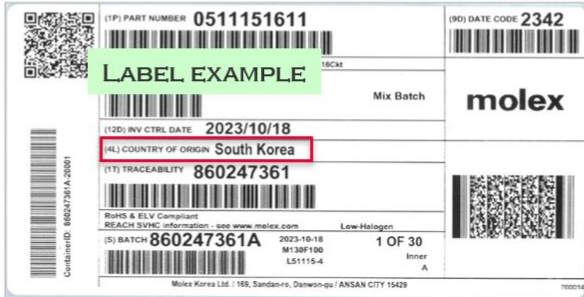 (1P) PART NUMBER 0511151611
(9D) DATE CODE 2342
16Ckt
LABEL EXAMPLE
Mix Batch
molex
(12D) INV CTRL DATE 2023/10/18
(4L) COUNTRY OF ORIGIN South Korea
(1T) TRACEABILITY 860247361
RoHS & ELV Compliant
REACH SVHC information - see www.molex.com
Low-Halogen
(S) BATCH 860247361A
2023-10-18
M130F100
L51115-4
1 OF 30
Inner
A
ContainerID: 860247361A-20001
Molex Korea Ltd. / 169, Sandan-ro, Danwon-gu / ANSAN CITY 15429